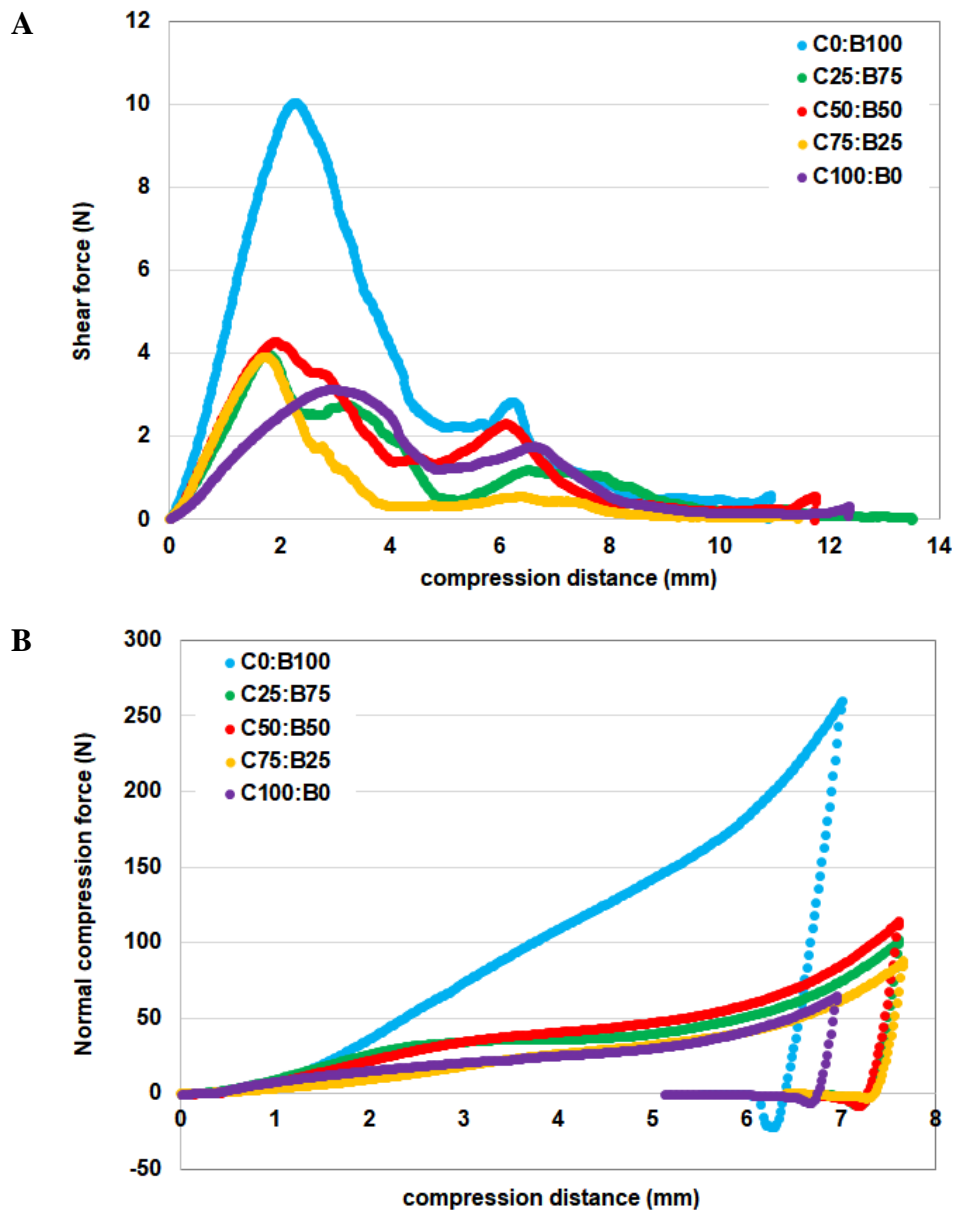 A
12
10
8
6
4
2
0
Shear force (N)
C0:B100
C25:B75
C50:B50
C75:B25
C100:B0
0 2 4 6 8 10 12 14
compression distance (mm)
B
300
250
200
150
100
50
0
-50
Normal compression force (N)
C0:B100
C25:B75
C50:B50
C75:B25
C100:B0
0 1 2 3 4 5 6 7 8
compression distance (mm)